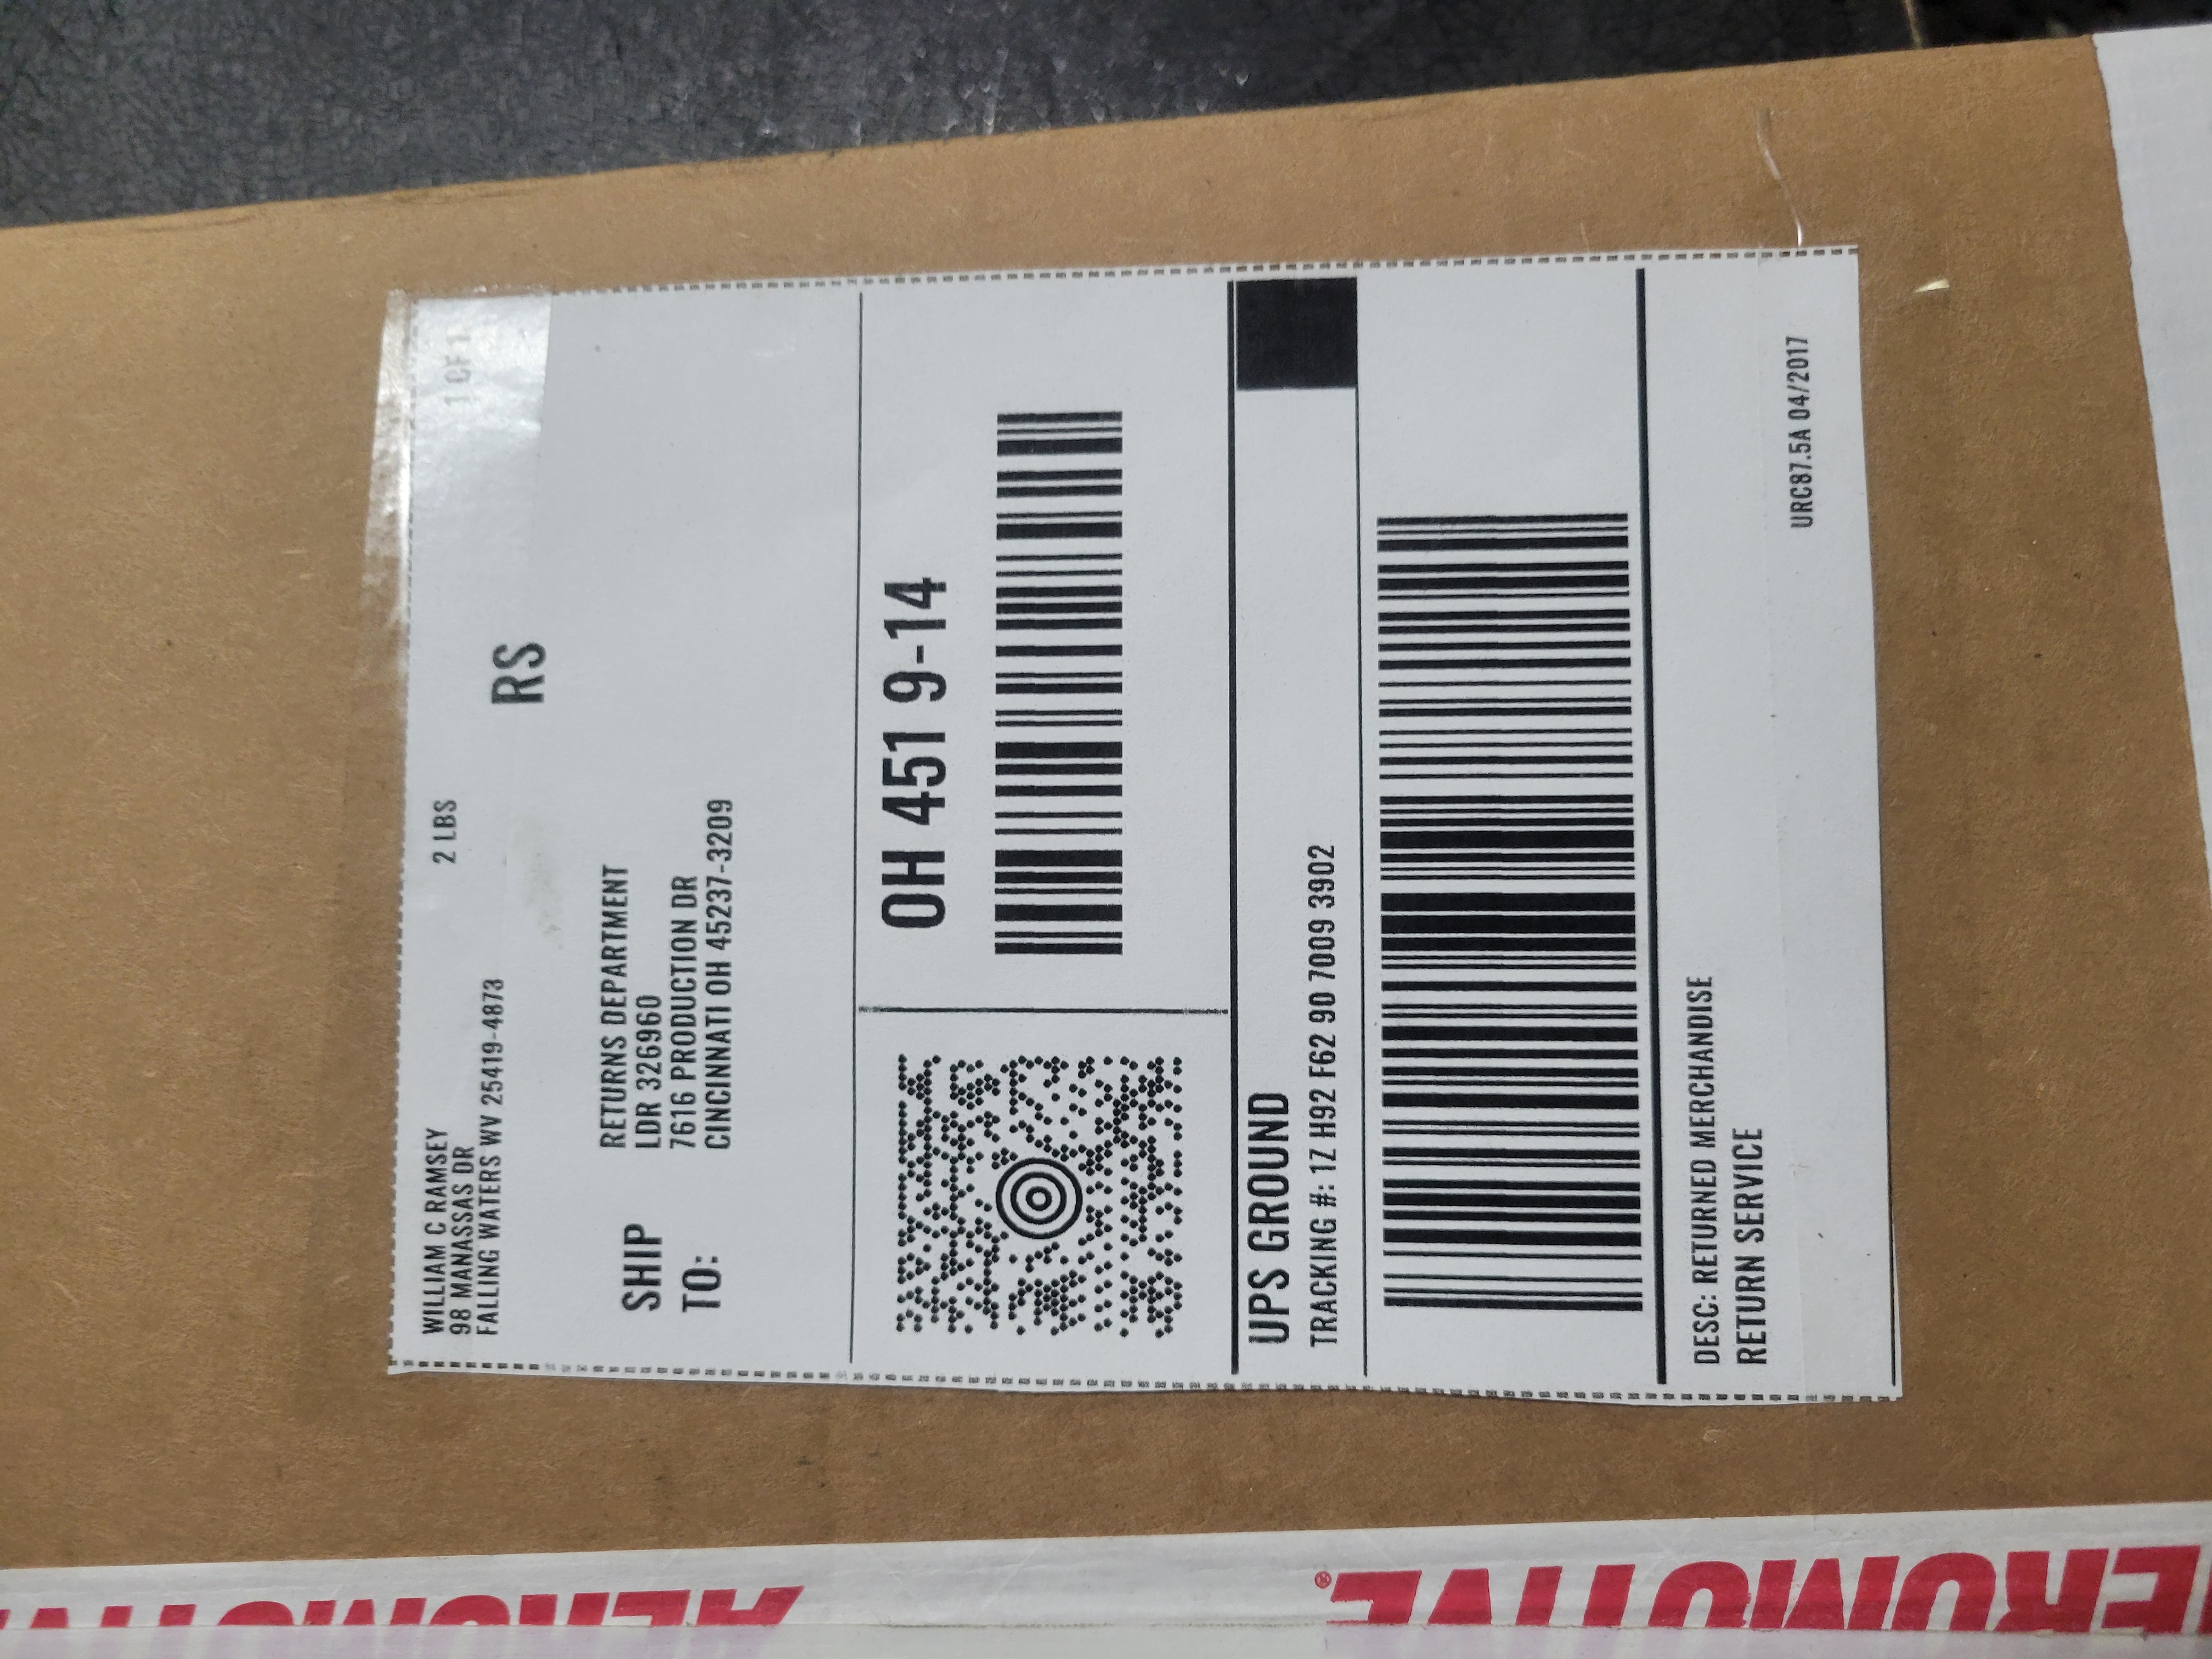 WILLIAM C RAMSEY
98 MANASSAS DR
FALLING WATERS WV 25419-4873
2 LBS
1 OF 1
RS
SHIP
TO:
RETURNS DEPARTMENT
LDR 326960
7616 PRODUCTION DR
CINCINNATI OH 45237-3209
OH 451 9-14
UPS GROUND
TRACKING #: 1Z H92 F62 90 7009 3902
DESC: RETURNED MERCHANDISE
RETURN SERVICE
URC87.5A 04/2017
AEROMOTIVE
EROMOTIVE®